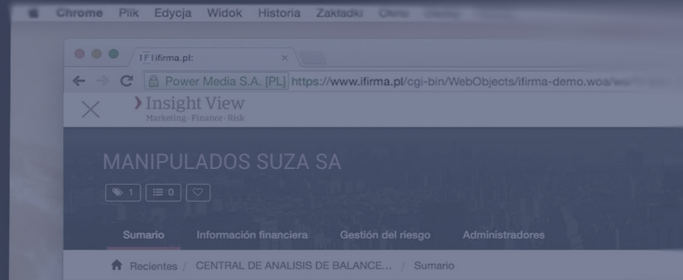 Chrome Plik Edycja Widok Historia Zakładki Okno
ifirma.pl:
Power Media S.A. [PL] https://www.ifirma.pl/cgi-bin/WebObjects/ifirma-demo.woa/
Insight View
Marketing · Finance · Risk
MANIPULADOS SUZA SA
1 0
Sumario Información financiera Gestión del riesgo Administradores
Recientes / CENTRAL DE ANALISIS DE BALANCE... / Sumario